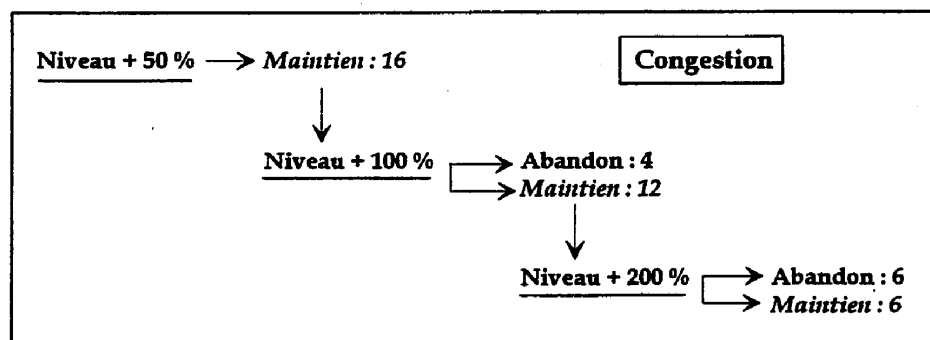 Niveau + 50 % Maintien : 16
Congestion
Niveau + 100 %
Abandon : 4
Maintien : 12
Niveau + 200 %
Abandon : 6
Maintien : 6